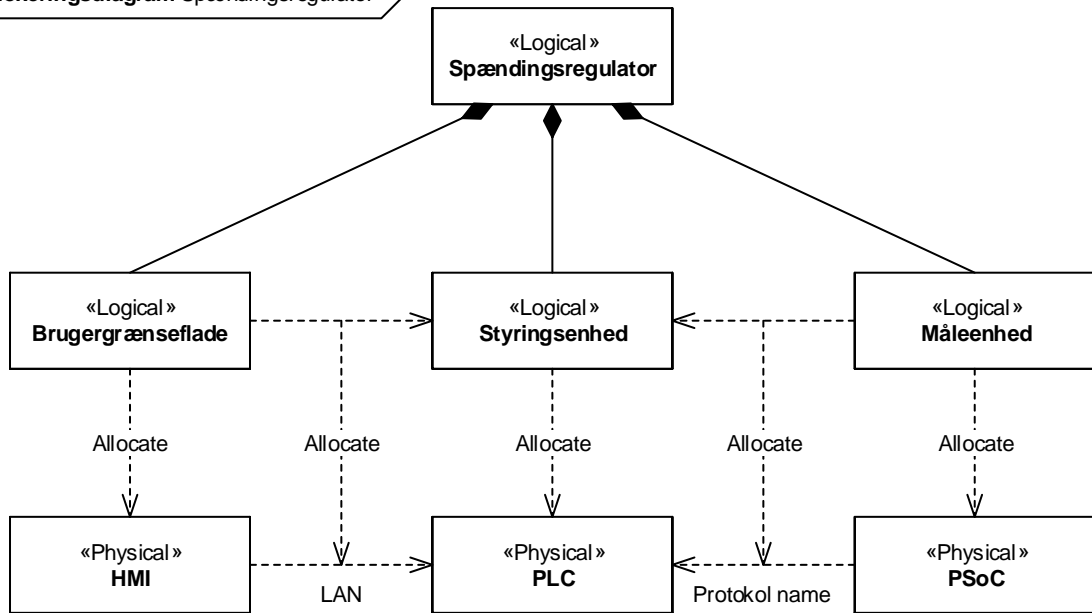 «Logical»
Spændingsregulator
«Logical»
Brugergrænseflade
«Logical»
Styringsenhed
«Logical»
Måleenhed
Allocate
Allocate
Allocate
Allocate
Allocate
«Physical»
HMI
«Physical»
PLC
«Physical»
PSoC
LAN
Protokol name